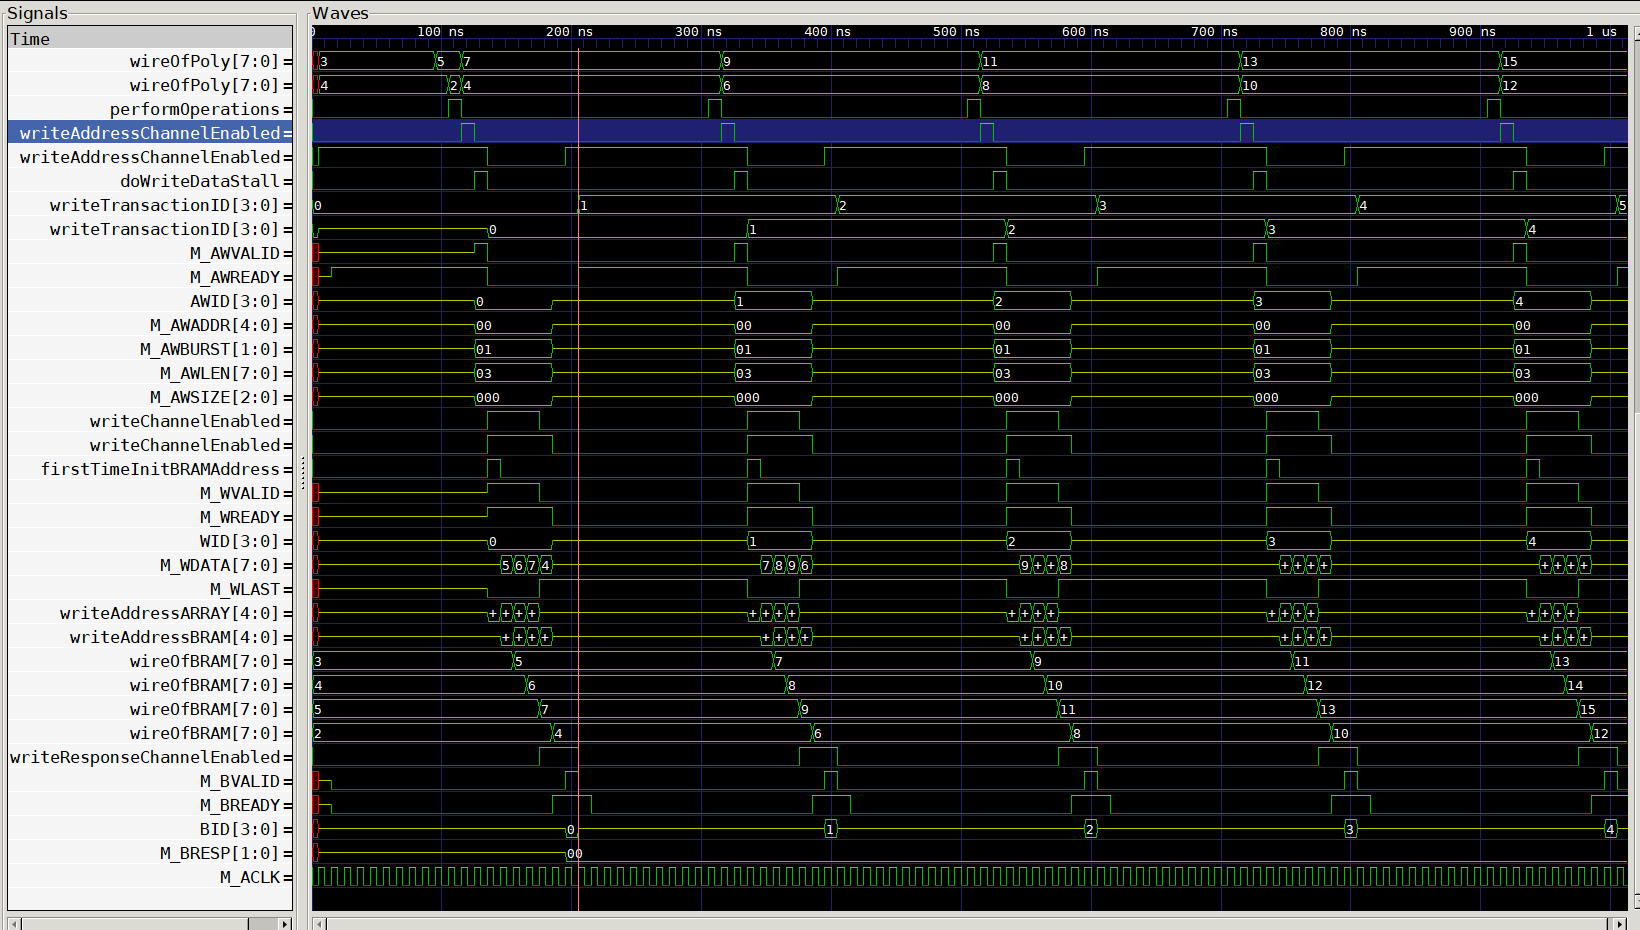 Signals Waves
Time 0 100 ns 200 ns 300 ns 400 ns 500 ns 600 ns 700 ns 800 ns 900 ns 1 us
wireOfPoly[7:0]= 3 5 7 9 11 13 15
wireOfPoly[7:0]= 4 2 4 6 8 10 12
performOperations=
writeAddressChannelEnabled=
writeAddressChannelEnabled=
doWriteDataStall=
writeTransactionID[3:0]= 0 1 2 3 4 5
writeTransactionID[3:0]= 0 1 2 3 4
M_AWVALID=
M_AWREADY=
AWID[3:0]= 0 1 2 3 4
M_AWADDR[4:0]= 00 00 00 00 00
M_AWBURST[1:0]= 01 01 01 01 01
M_AWLEN[7:0]= 03 03 03 03 03
M_AWSIZE[2:0]= 000 000 000 000 000
writeChannelEnabled=
writeChannelEnabled=
firstTimeInitBRAMAddress=
M_WVALID=
M_WREADY=
WID[3:0]= 0 1 2 3 4
M_WDATA[7:0]= 5 6 7 4 7 8 9 6 9 + + 8 + + + + + + + +
M_WLAST=
writeAddressARRAY[4:0]= + + + + + + + + + + + + + + + + + + + +
writeAddressBRAM[4:0]= + + + + + + + + + + + + + + + + + + + +
wireOfBRAM[7:0]= 3 5 7 9 11 13
wireOfBRAM[7:0]= 4 6 8 10 12 14
wireOfBRAM[7:0]= 5 7 9 11 13 15
wireOfBRAM[7:0]= 2 4 6 8 10 12
writeResponseChannelEnabled=
M_BVALID=
M_BREADY=
BID[3:0]= 0 1 2 3 4
M_BRESP[1:0]= 00
M_ACLK=